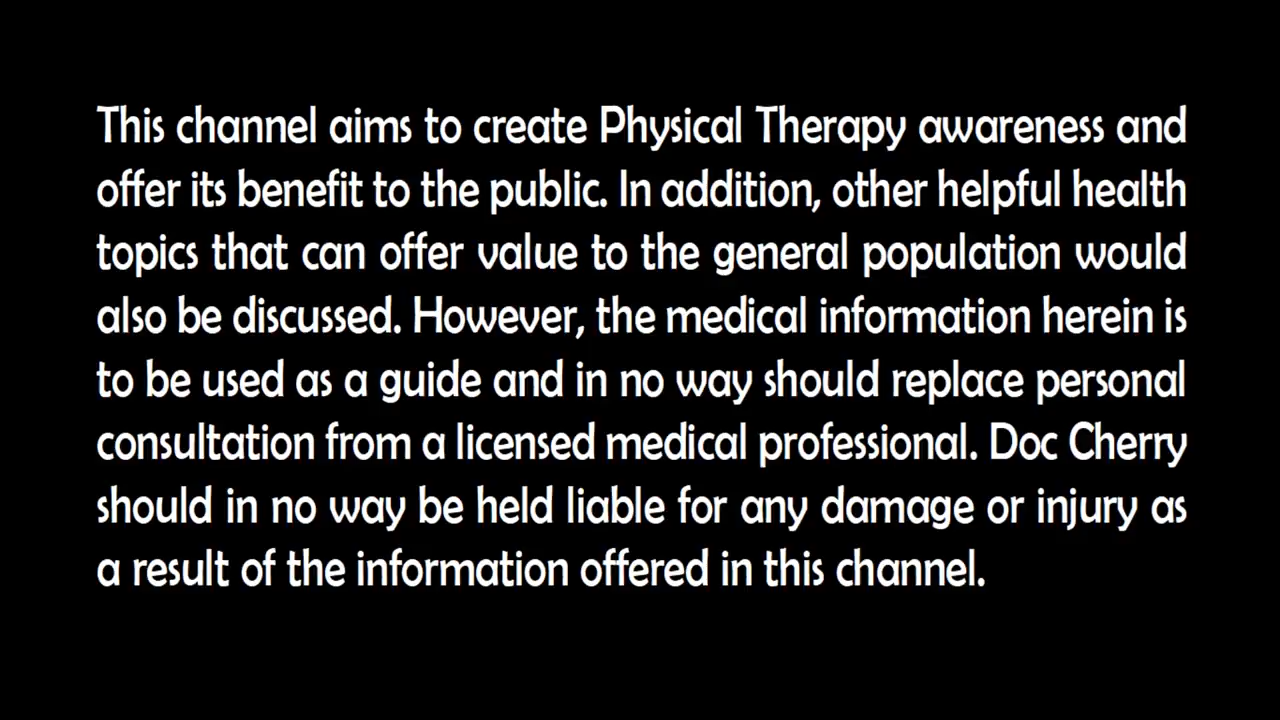 This channel aims to create Physical Therapy awareness and
offer its benefit to the public. In addition, other helpful health
topics that can offer value to the general population would
also be discussed. However, the medical information herein is
to be used as a guide and in no way should replace personal
consultation from a licensed medical professional. Doc Cherry
should in no way be held liable for any damage or injury as
a result of the information offered in this channel.